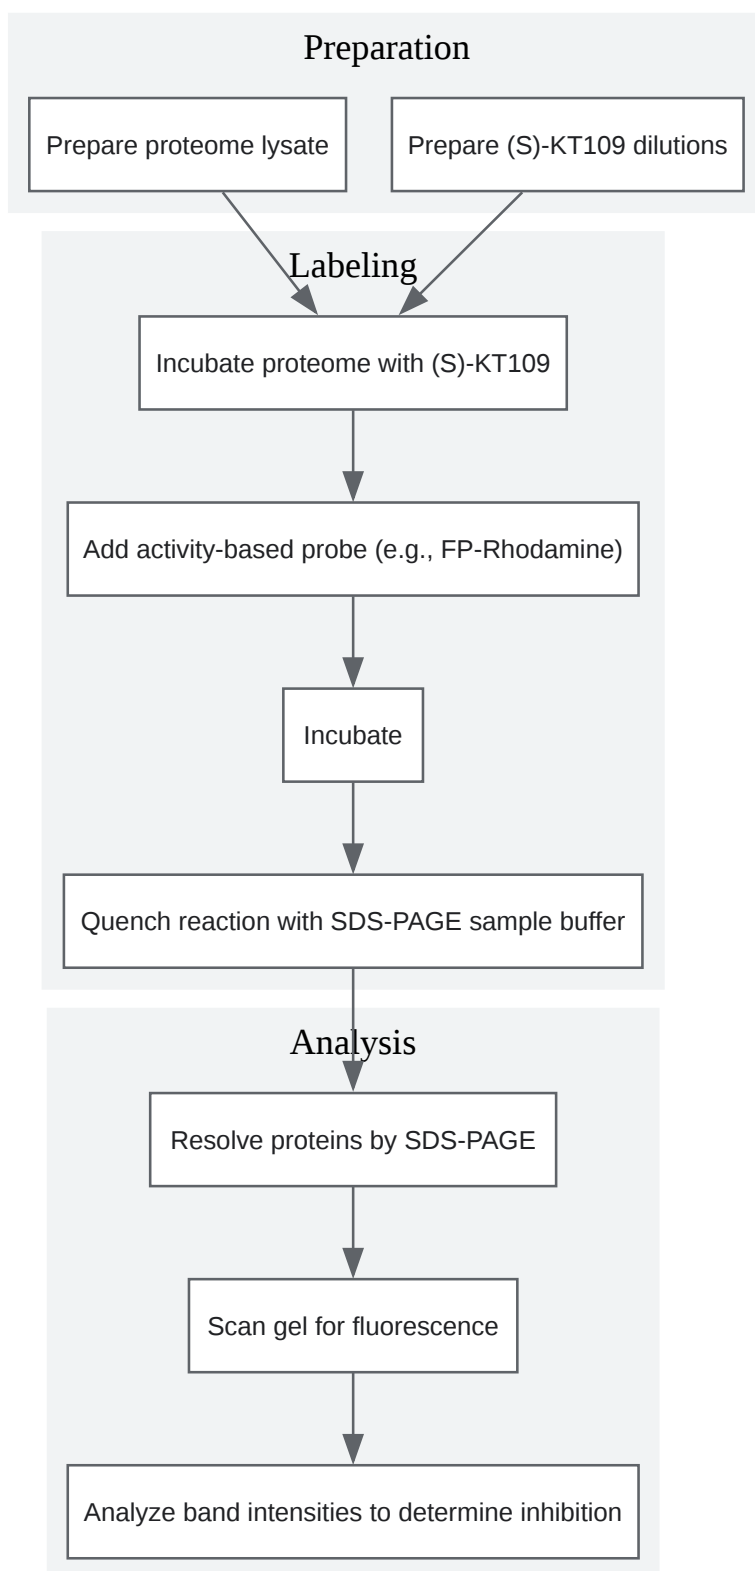 Preparation
Prepare proteome lysate
Prepare (S)-KT109 dilutions
Labeling
Incubate proteome with (S)-KT109
Add activity-based probe (e.g., FP-Rhodamine)
Incubate
Quench reaction with SDS-PAGE sample buffer
Analysis
Resolve proteins by SDS-PAGE
Scan gel for fluorescence
Analyze band intensities to determine inhibition